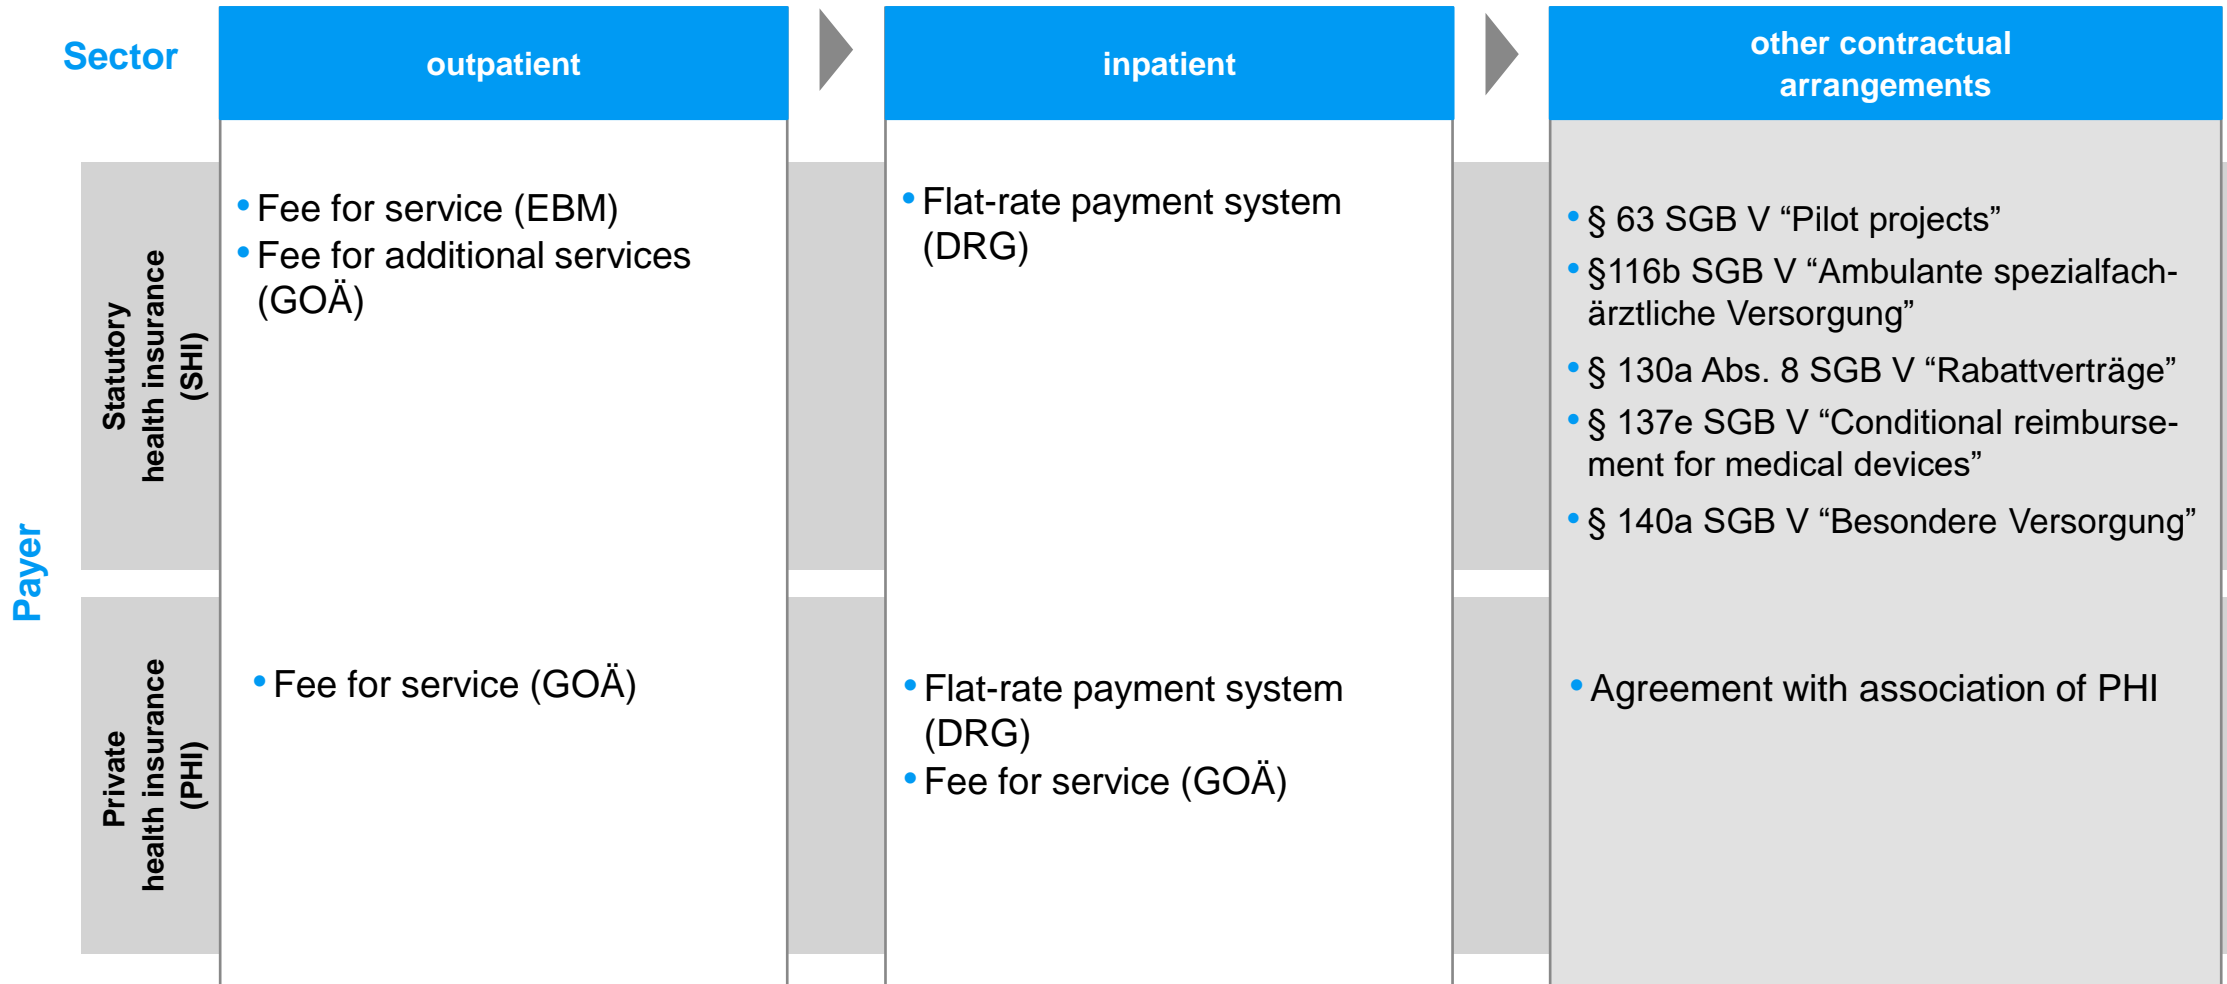 Sector
outpatient
inpatient
other contractual
arrangements
Payer
Statutory
health insurance
(SHI)
• Fee for service (EBM)
• Fee for additional services
(GOÄ)
• Flat-rate payment system
(DRG)
• § 63 SGB V “Pilot projects”
• §116b SGB V “Ambulante spezialfach-
ärztliche Versorgung”
• § 130a Abs. 8 SGB V “Rabattverträge”
• § 137e SGB V “Conditional reimburse-
ment for medical devices”
• § 140a SGB V “Besondere Versorgung”
Private
health insurance
(PHI)
• Fee for service (GOÄ)
• Flat-rate payment system
(DRG)
• Fee for service (GOÄ)
• Agreement with association of PHI